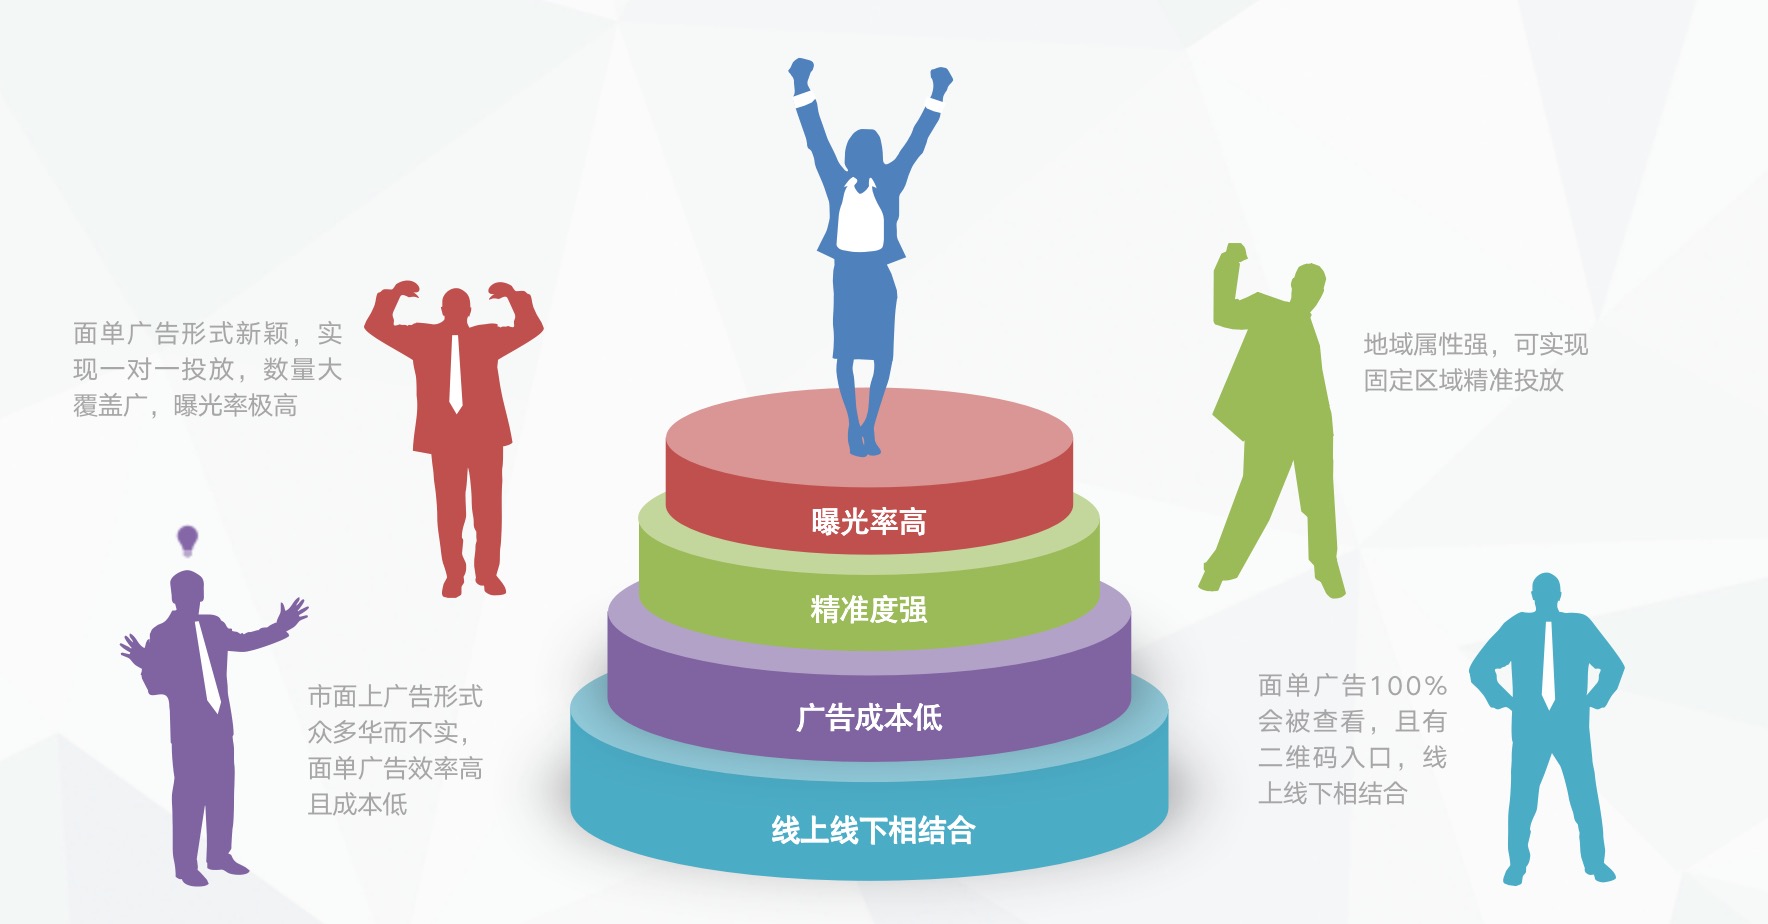 面单广告形式新颖，实
现一对一投放，数量大
覆盖广，曝光率极高
地域属性强，可实现
固定区域精准投放
曝光率高
精准度强
广告成本低
线上线下相结合
市面上广告形式
众多华而不实，
面单广告效率高
且成本低
面单广告100%
会被查看，且有
二维码入口，线
上线下相结合